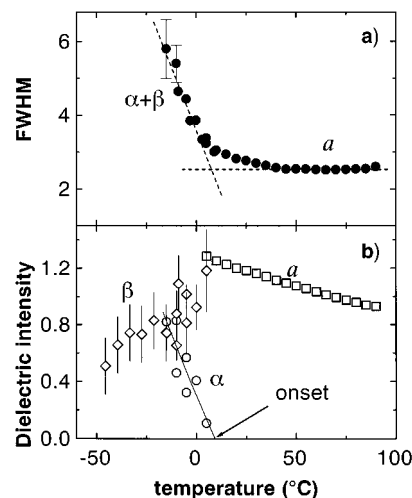 a)
6
4
2
FWHM
α+β
a
b)
1.2
0.8
0.4
0.0
Dielectric intensity
β
a
α
onset
-50 0 50 100
temperature (°C)